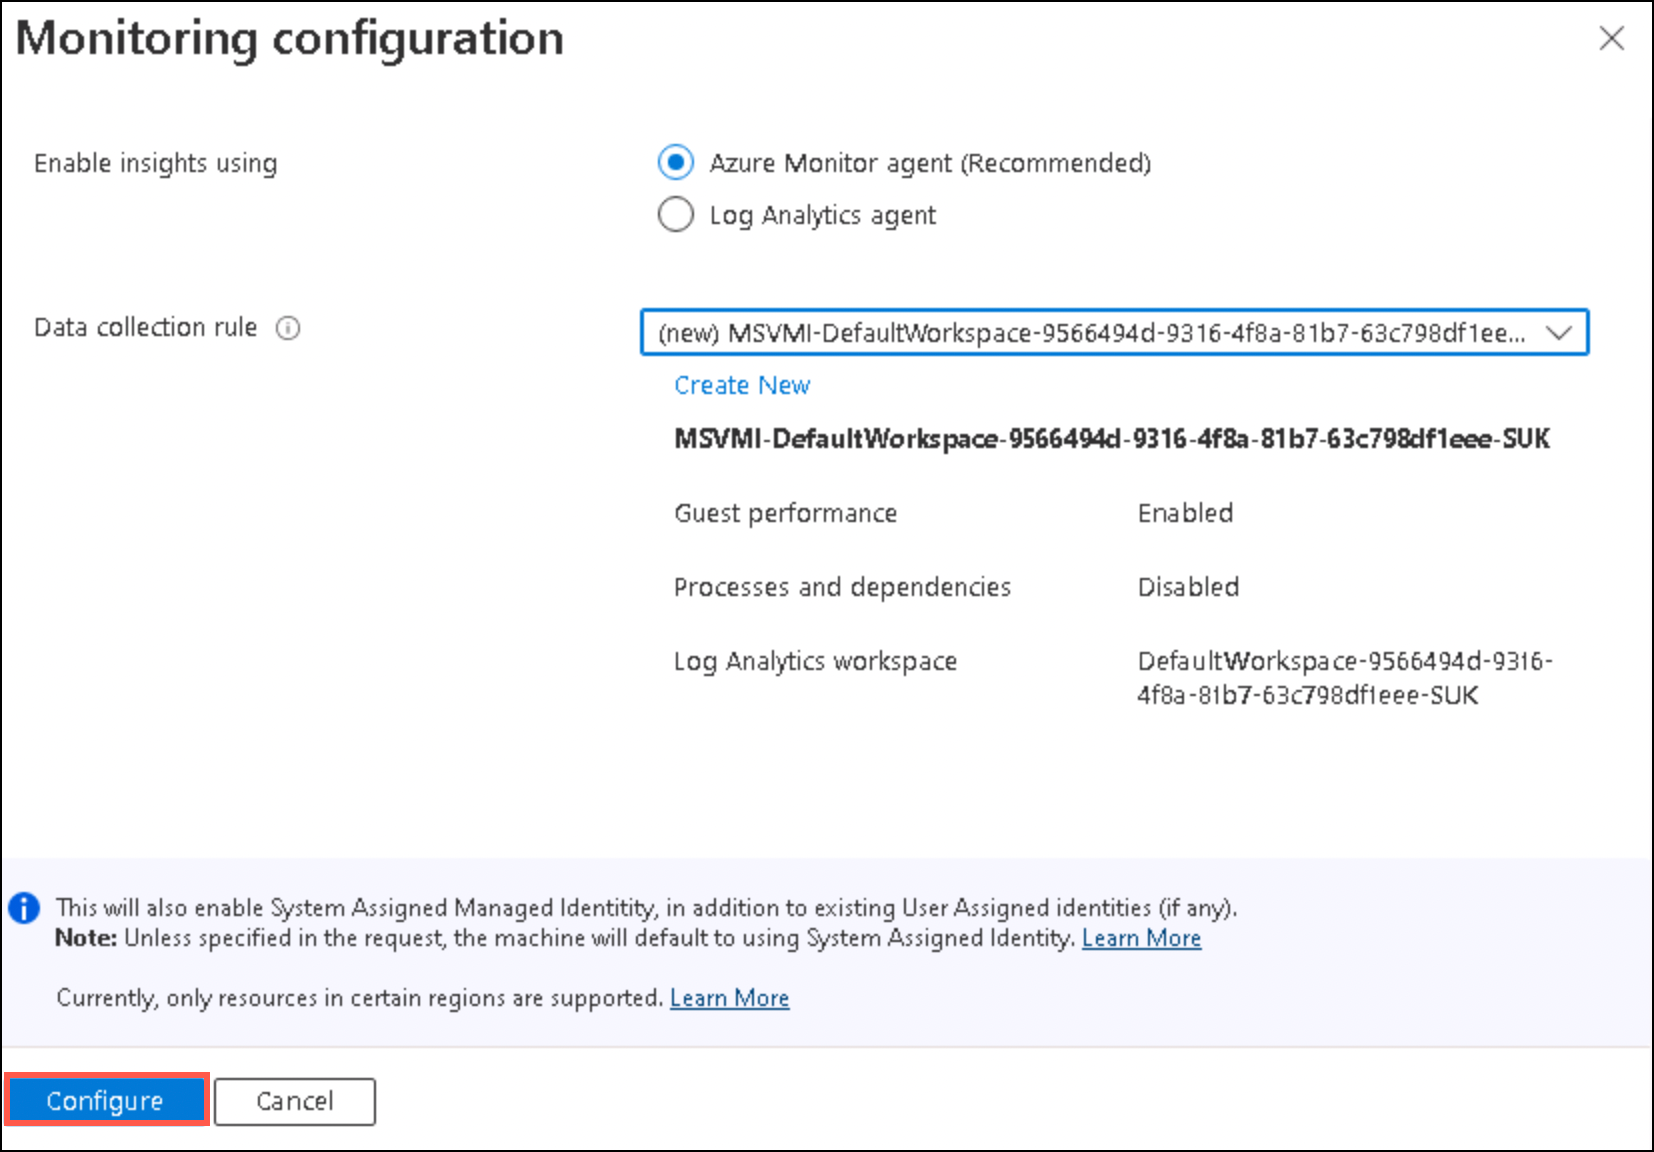 Monitoring configuration
Enable insights using
Azure Monitor agent (Recommended)
Log Analytics agent
Data collection rule
(new) MSVMI-DefaultWorkspace-9566494d-9316-4f8a-81b7-63c798df1ee...
Create New
MSVMI-DefaultWorkspace-9566494d-9316-4f8a-81b7-63c798df1eee-SUK
Guest performance Enabled
Processes and dependencies Disabled
Log Analytics workspace DefaultWorkspace-9566494d-9316-
4f8a-81b7-63c798df1eee-SUK
This will also enable System Assigned Managed Identitity, in addition to existing User Assigned identities (if any).
Note: Unless specified in the request, the machine will default to using System Assigned Identity. Learn More
Currently, only resources in certain regions are supported. Learn More
Configure Cancel